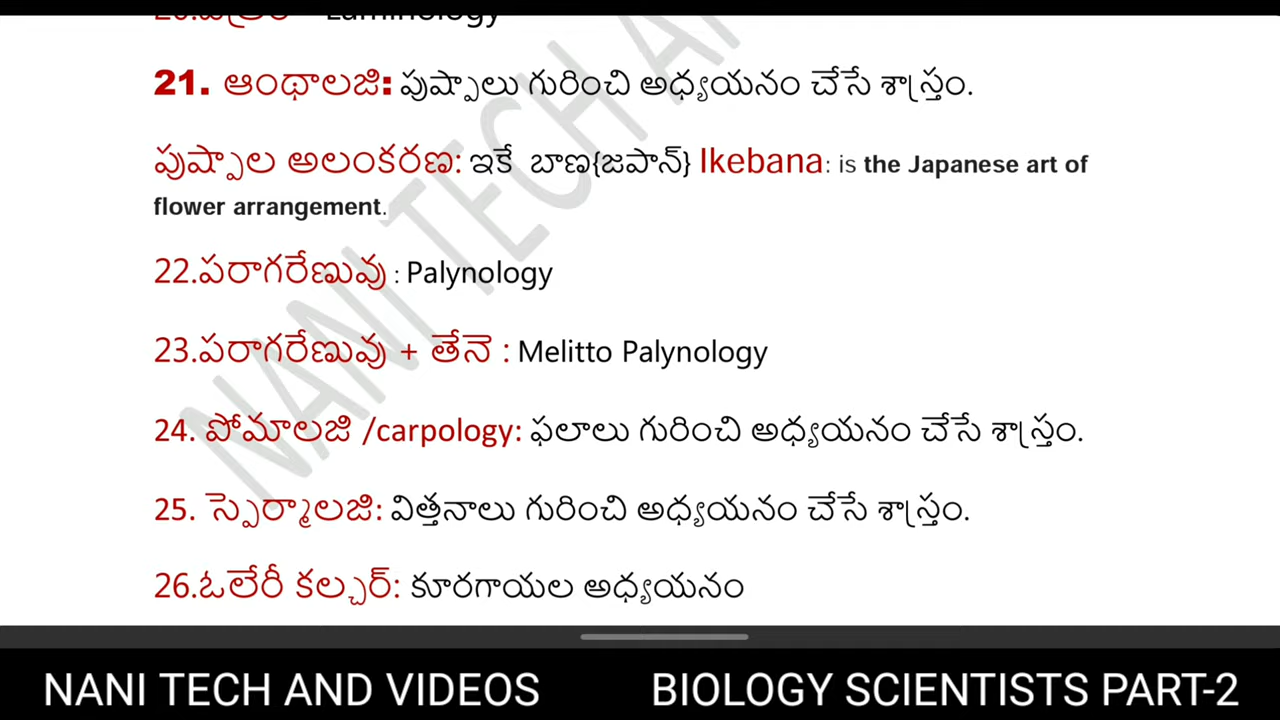 21. ఆంథాలజి: పుష్పాలు గురించి అధ్యయనం చేసే శాస్త్రం.
పుష్పాల అలంకరణ: ఇకే బాణ{జపాన్} Ikebana: is the Japanese art of
flower arrangement.
22.పరాగరేణువు : Palynology
23.పరాగరేణువు + తేనె : Melitto Palynology
24. పోమాలజి /carpology: ఫలాలు గురించి అధ్యయనం చేసే శాస్త్రం.
25. స్పెర్మాలజి: విత్తనాలు గురించి అధ్యయనం చేసే శాస్త్రం.
26.ఓలేరీ కల్చర్: కూరగాయల అధ్యయనం
NANI TECH AND VIDEOS BIOLOGY SCIENTISTS PART-2